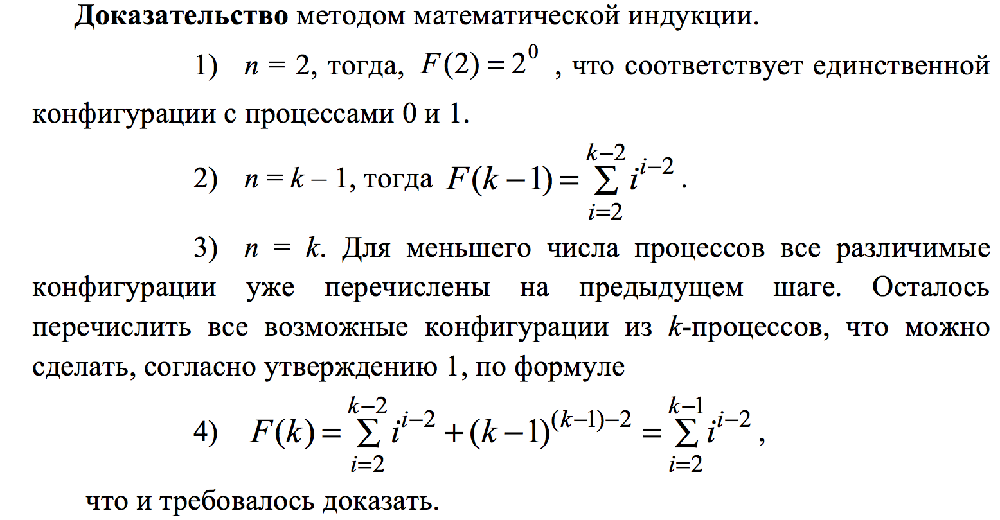 Доказательство методом математической индукции.
1) n = 2, тогда, F(2) = 2^0 , что соответствует единственной
конфигурации с процессами 0 и 1.
2) n = k – 1, тогда F(k − 1) = \sum_{i=2}^{k−2} i^{i−2} .
3) n = k. Для меньшего числа процессов все различимые
конфигурации уже перечислены на предыдущем шаге. Осталось
перечислить все возможные конфигурации из k-процессов, что можно
сделать, согласно утверждению 1, по формуле
4) F(k) = \sum_{i=2}^{k−2} i^{i−2} + (k − 1)^{(k−1)−2} = \sum_{i=2}^{k−1} i^{i−2} ,
что и требовалось доказать.